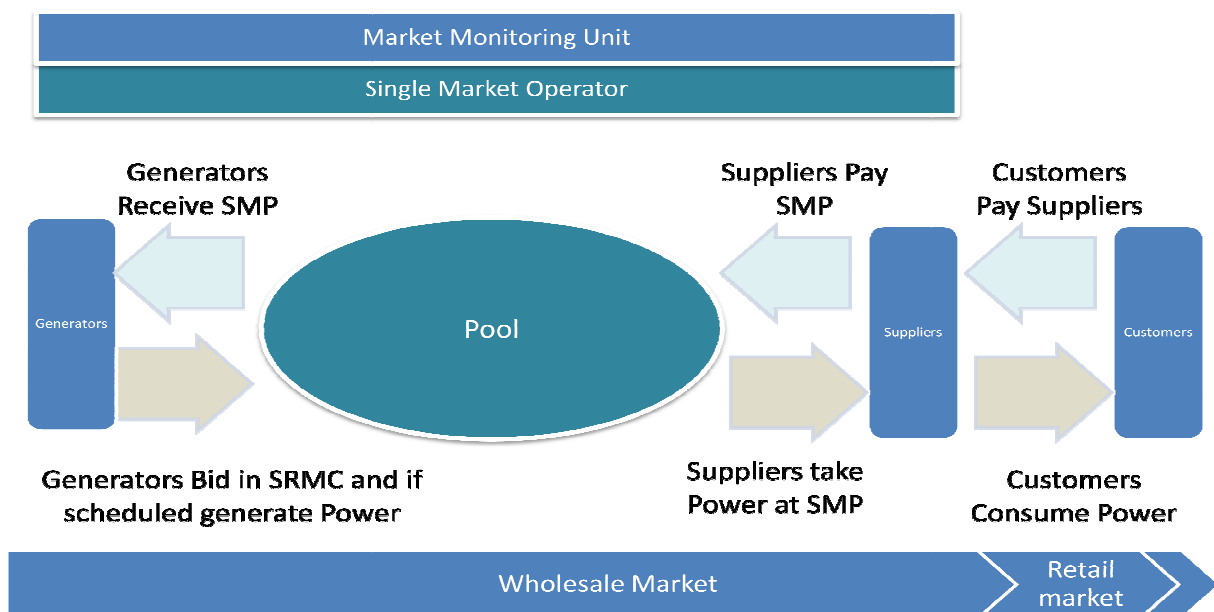 Market Monitoring Unit
Single Market Operator
Generators
Receive SMP
Suppliers Pay
SMP
Customers
Pay Suppliers
Generators
Pool
Suppliers
Customers
Generators Bid in SRMC and if
scheduled generate Power
Suppliers take
Power at SMP
Customers
Consume Power
Wholesale Market
Retail
market